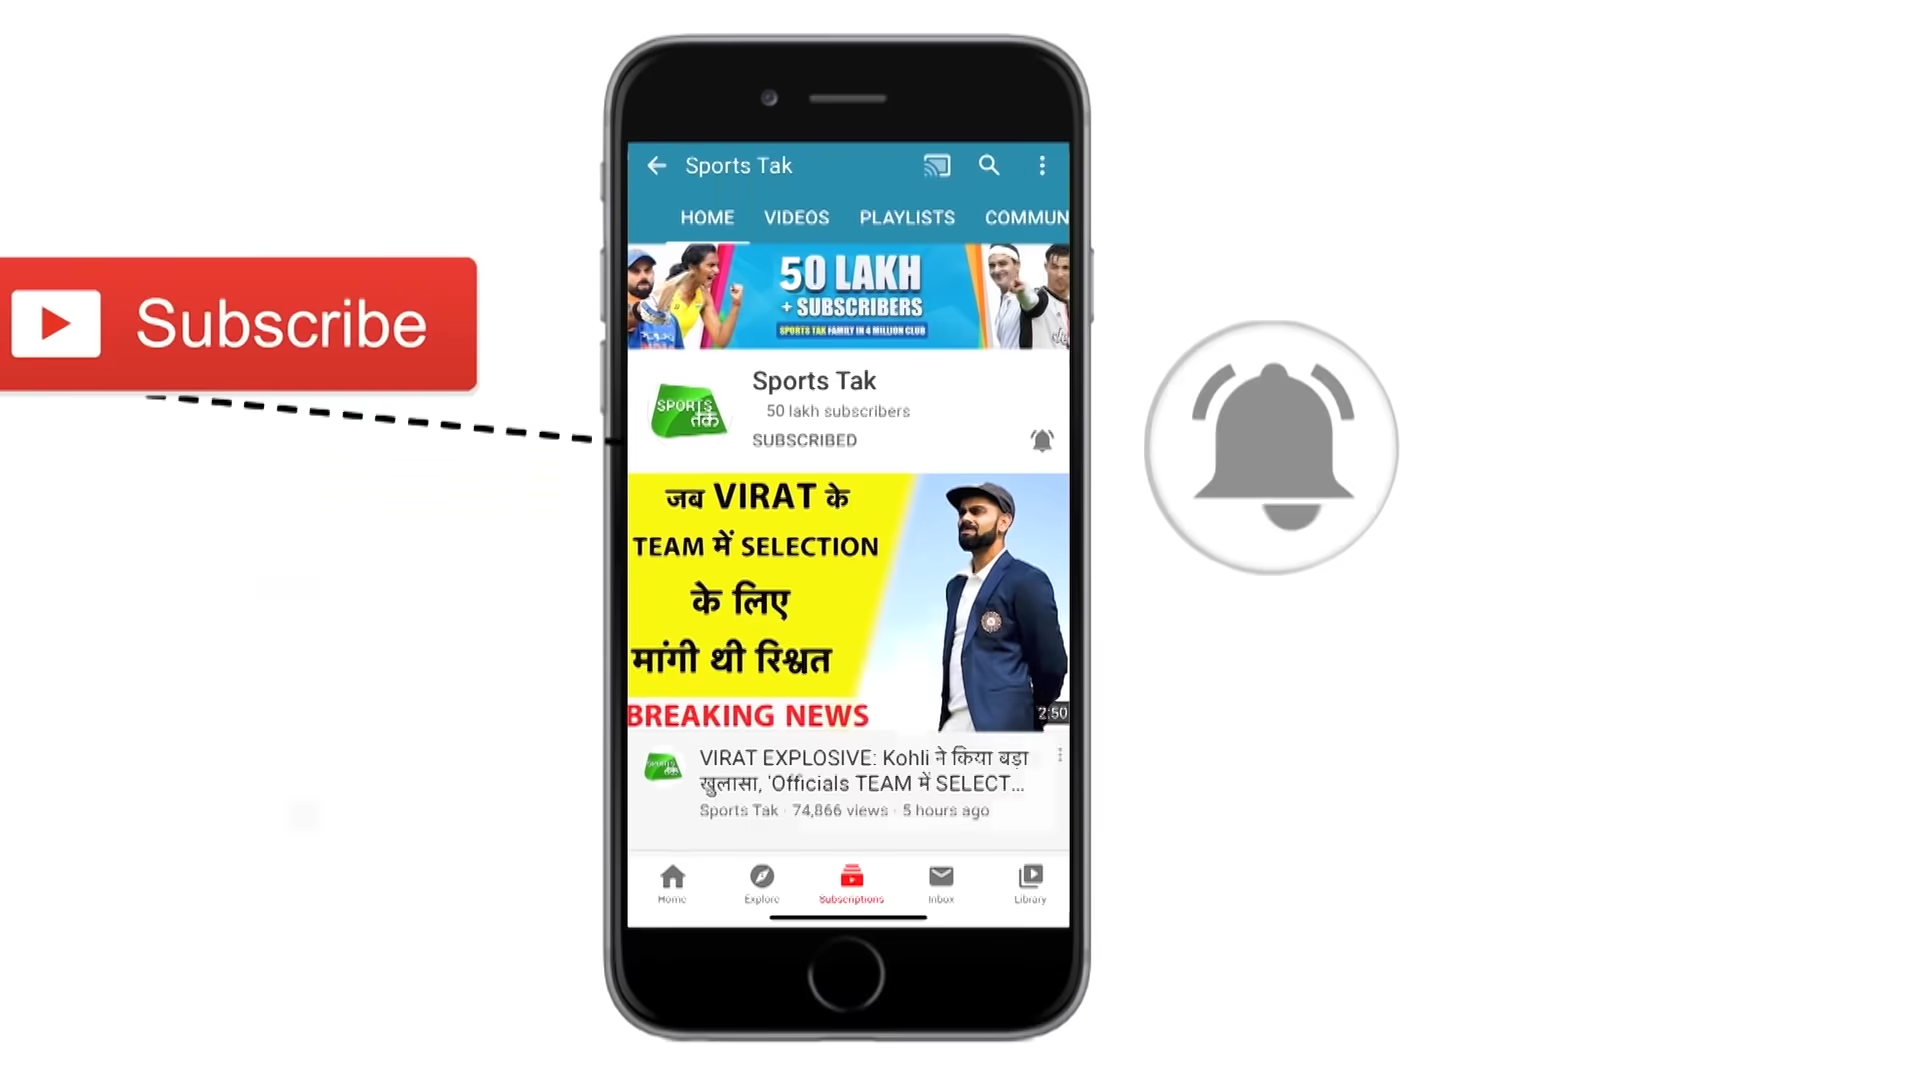 Subscribe
Sports Tak
HOME VIDEOS PLAYLISTS COMMUN
50 LAKH
+ SUBSCRIBERS
SPORTS TAK FAMILY IN 4 MILLION CLUB
SPORTS
तक
Sports Tak
50 lakh subscribers
SUBSCRIBED
जब VIRAT के
TEAM में SELECTION
के लिए
मांगी थी रिश्वत
BREAKING NEWS
2:50
VIRAT EXPLOSIVE: Kohli ने किया बड़ा
खुलासा, 'Officials TEAM में SELECT...
Sports Tak · 74,866 views · 5 hours ago
Home Explore Subscriptions Inbox Library